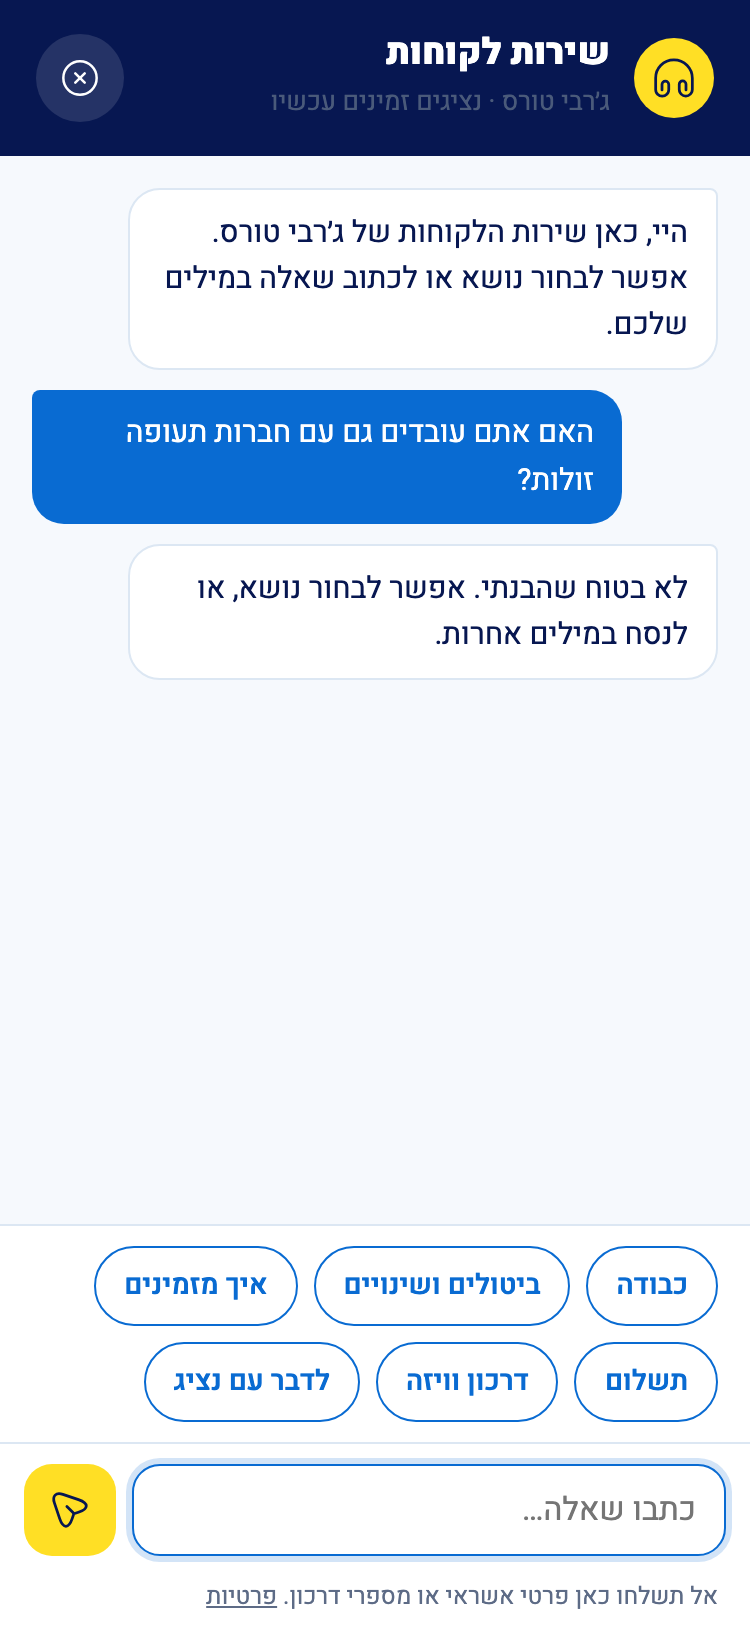 שירות לקוחות
ג׳רבי טורס · נציגים זמינים עכשיו
היי, כאן שירות הלקוחות של ג׳רבי טורס.
אפשר לבחור נושא או לכתוב שאלה במילים
שלכם.
האם אתם עובדים גם עם חברות תעופה
זולות?
לא בטוח שהבנתי. אפשר לבחור נושא, או
לנסח במילים אחרות.
כבודה
ביטולים ושינויים
איך מזמינים
תשלום
דרכון וויזה
לדבר עם נציג
כתבו שאלה...
אל תשלחו כאן פרטי אשראי או מספרי דרכון. פרטיות